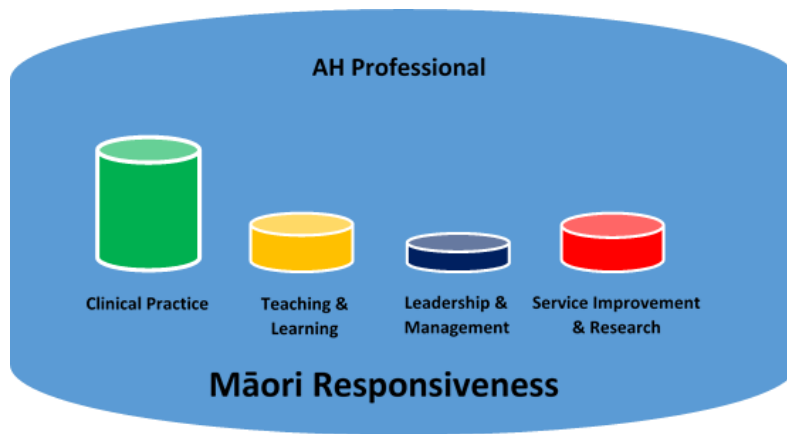 AH Professional
Clinical Practice
Teaching &
Learning
Leadership &
Management
Service Improvement
& Research
Māori Responsiveness